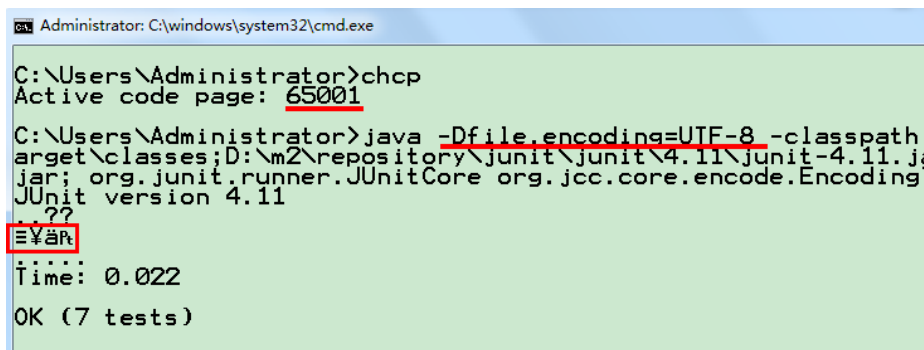 Administrator: C:\windows\system32\cmd.exe
C:\Users\Administrator>chcp
Active code page: 65001
C:\Users\Administrator>java -Dfile.encoding=UTF-8 -classpath
arget\classes;D:\m2\repository\junit\junit\4.11\junit-4.11.j
jar; org.junit.runner.JUnitCore org.jcc.core.encode.Encoding
JUnit version 4.11
..??
≡¥ä₧
.....
Time: 0.022
OK (7 tests)